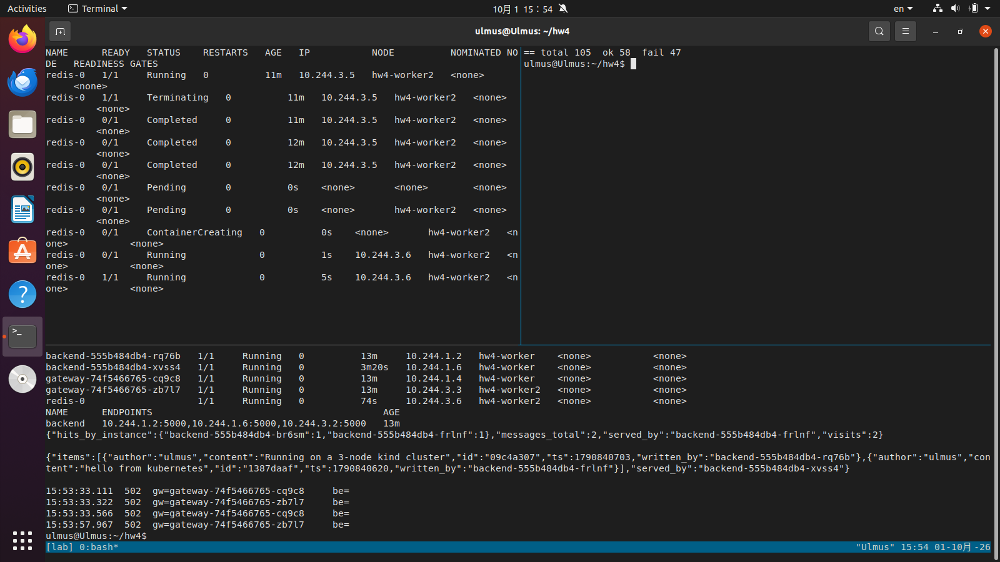 Activities
Terminal
10月 1 15：54
en
ulmus@Ulmus: ~/hw4
NAME      READY   STATUS    RESTARTS   AGE   IP           NODE          NOMINATED NO
DE   READINESS GATES
redis-0   1/1     Running   0          11m   10.244.3.5   hw4-worker2   <none>
     <none>
redis-0   1/1     Terminating   0          11m   10.244.3.5   hw4-worker2   <none>
         <none>
redis-0   0/1     Completed     0          11m   10.244.3.5   hw4-worker2   <none>
         <none>
redis-0   0/1     Completed     0          12m   10.244.3.5   hw4-worker2   <none>
         <none>
redis-0   0/1     Completed     0          12m   10.244.3.5   hw4-worker2   <none>
         <none>
redis-0   0/1     Pending       0          0s    <none>       <none>        <none>
         <none>
redis-0   0/1     Pending       0          0s    <none>       hw4-worker2   <none>
         <none>
redis-0   0/1     ContainerCreating   0          0s    <none>       hw4-worker2   <n
one>           <none>
redis-0   0/1     Running             0          1s    10.244.3.6   hw4-worker2   <n
one>           <none>
redis-0   1/1     Running             0          5s    10.244.3.6   hw4-worker2   <n
one>           <none>
== total 105  ok 58  fail 47
ulmus@Ulmus:~/hw4$
backend-555b484db4-rq76b   1/1     Running   0          13m     10.244.1.2   hw4-worker    <none>           <none>
backend-555b484db4-xvss4   1/1     Running   0          3m20s   10.244.1.6   hw4-worker    <none>           <none>
gateway-74f5466765-cq9c8   1/1     Running   0          13m     10.244.1.4   hw4-worker    <none>           <none>
gateway-74f5466765-zb7l7   1/1     Running   0          13m     10.244.3.3   hw4-worker2   <none>           <none>
redis-0                    1/1     Running   0          74s     10.244.3.6   hw4-worker2   <none>           <none>
NAME      ENDPOINTS                                         AGE
backend   10.244.1.2:5000,10.244.1.6:5000,10.244.3.2:5000   13m
{"hits_by_instance":{"backend-555b484db4-br6sm":1,"backend-555b484db4-frlnf":1},"messages_total":2,"served_by":"backend-555b484db4-frlnf","visits":2}
{"items":[{"author":"ulmus","content":"Running on a 3-node kind cluster","id":"09c4a307","ts":1790840703,"written_by":"backend-555b484db4-rq76b"},{"author":"ulmus","con
tent":"hello from kubernetes","id":"1387daaf","ts":1790840620,"written_by":"backend-555b484db4-frlnf"}],"served_by":"backend-555b484db4-xvss4"}
15:53:33.111  502  gw=gateway-74f5466765-cq9c8     be=
15:53:33.322  502  gw=gateway-74f5466765-zb7l7     be=
15:53:33.566  502  gw=gateway-74f5466765-cq9c8     be=
15:53:57.967  502  gw=gateway-74f5466765-zb7l7     be=
ulmus@Ulmus:~/hw4$
[lab] 0:bash*
"Ulmus" 15:54 01-10月-26